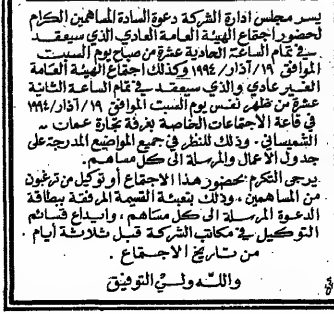 يسر مجلس ادارة الشركة دعوة السادة المساهمين الكرام
لحضور اجتماع الهيئة العامة العادي الذي سيعقد
في تمام الساعة الحادية عشرة من صباح يوم السبت
الموافق ١٩/آذار/١٩٩٤ وكذلك اجتماع الهيئة العامة
الغير عادي والذي سيعقد في تمام الساعة الثانية
عشرة من ظهر نفس يوم السبت الموافق ١٩/آذار/١٩٩٤
في قاعة الاجتماعات الخاصة بغرفة تجارة عمان -
الشميساني - وذلك للنظر في جميع المواضيع المدرجة على
جدول الأعمال والمرسلة الى كل مساهم.
يرجى التكرم بحضور هذا الاجتماع أو توكيل من ترغبون
من المساهمين، وذلك بتعبئة القسيمة المرفقة ببطاقة
الدعوة المرسلة الى كل مساهم، وايداع قسائم
التوكيل في مكاتب الشركة قبل ثلاثة أيام
من تاريخ الاجتماع.
والله ولي التوفيق